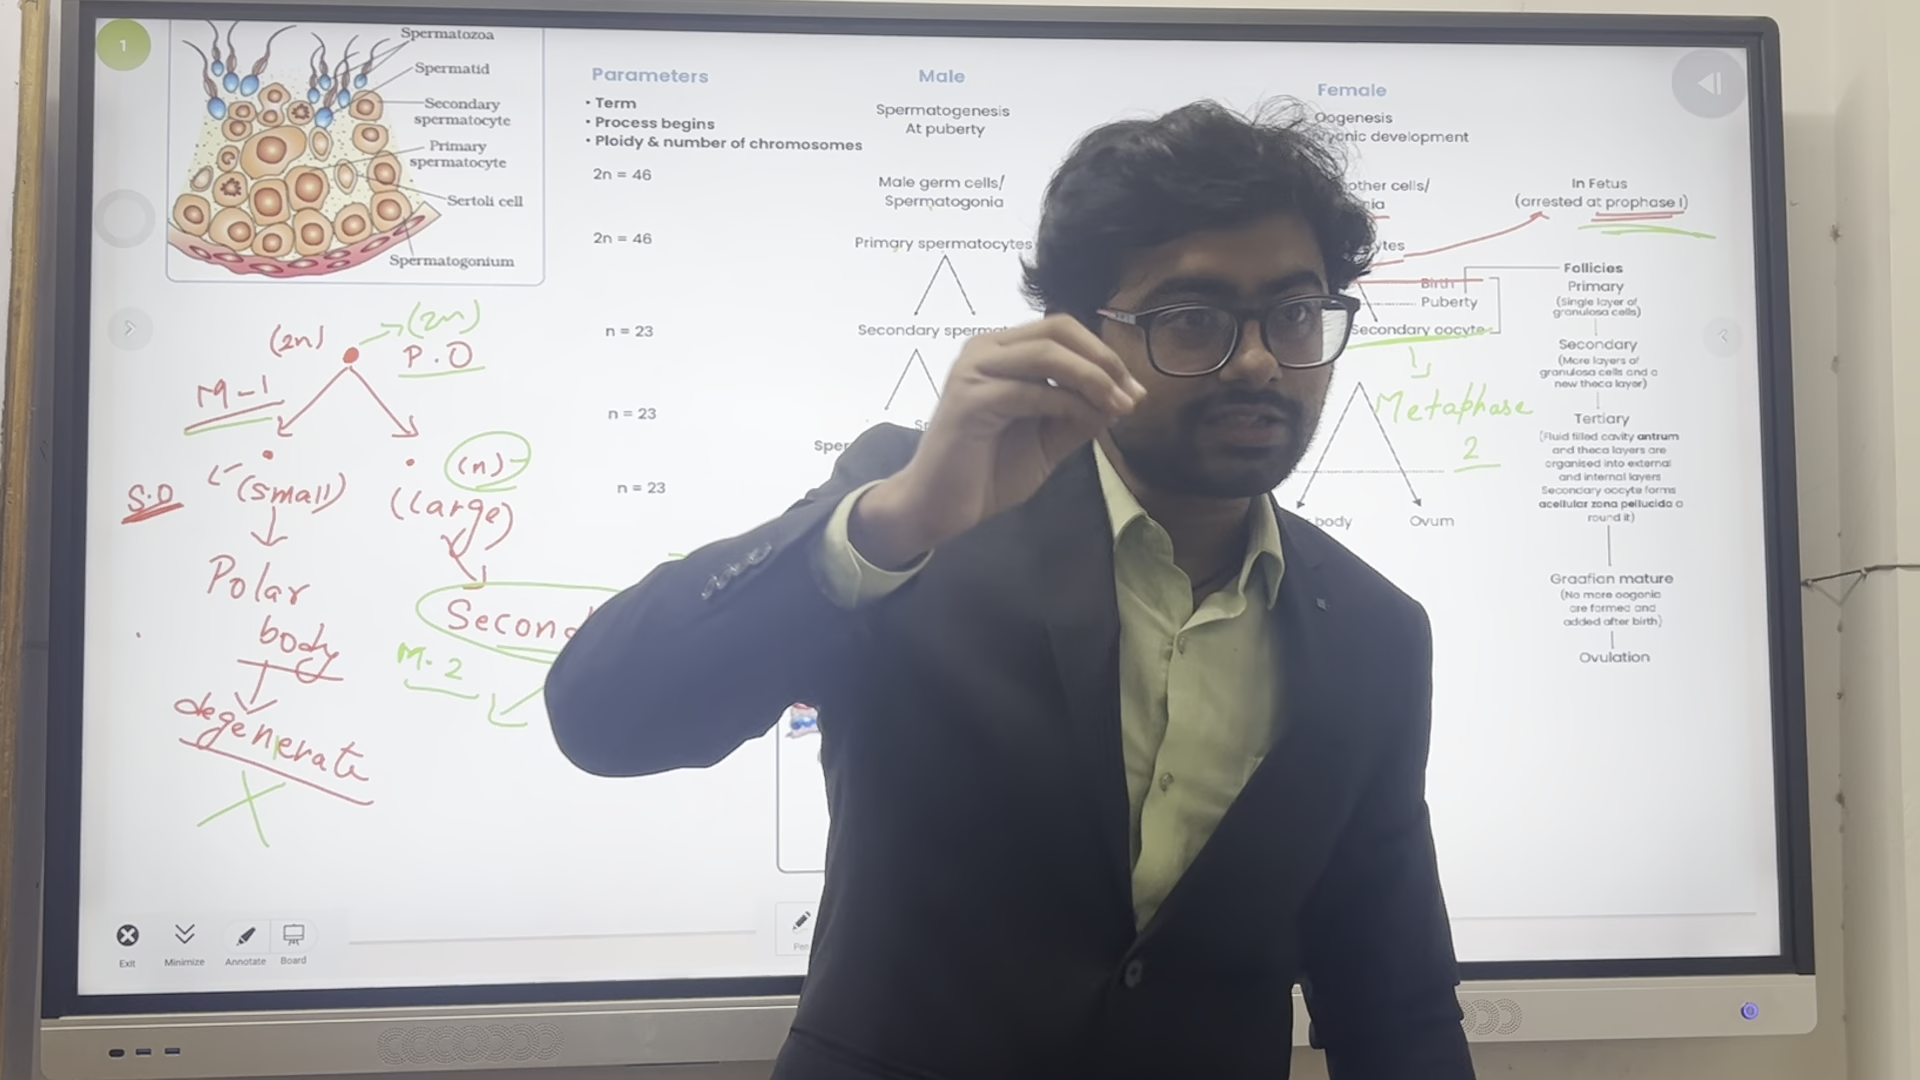 1
Spermatozoa
Spermatid
Secondary
spermatocyte
Primary
spermatocyte
Sertoli cell
Spermatogonium
Parameters
• Term
• Process begins
• Ploidy & number of chromosomes
2n = 46
2n = 46
n = 23
n = 23
n = 23
Male
Spermatogenesis
At puberty
Male germ cells/
Spermatogonia
Primary spermatocytes
Secondary
Female
Oogenesis
development
cells/
Birth
Puberty
Secondary oocyte
Metaphase
2
body
Ovum
In Fetus
(arrested at prophase I)
Follicies
Primary
(Single layer of
granulosa cells)
Secondary
(More layers of
granulosa cells and a
new theca layer)
Tertiary
(Fluid filled cavity antrum
and theca layers are
organised into external
and internal layers
Secondary oocyte forms
acellular zona pellucida a
round it)
Graafian mature
(No more oogonia
are formed and
added after birth)
Ovulation
(2n)
(2n)
P.O
M-1
(n)
S.O
(small)
(large)
Polar
body
degenerate
M-2
Exit
Minimize
Annotate
Board